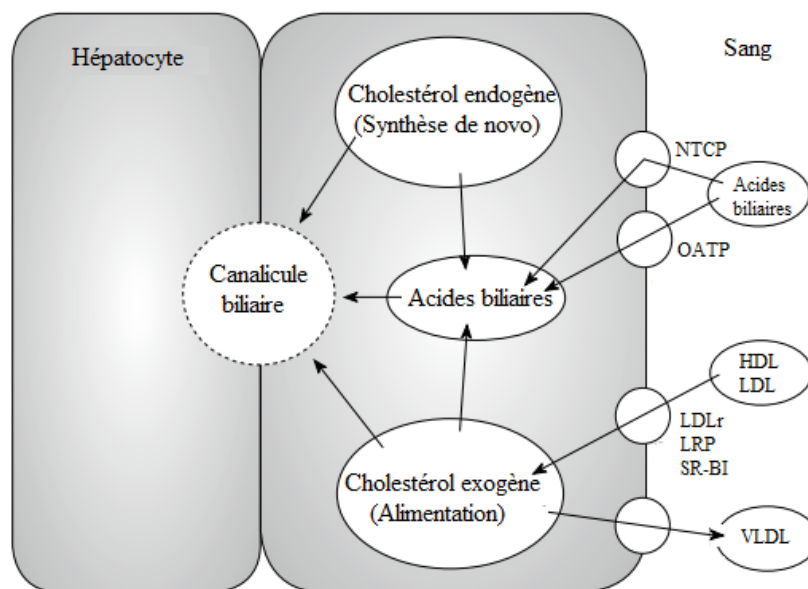 Hépatocyte
Sang
Cholestérol endogène
(Synthèse de novo)
NTCP
Acides
biliaires
OATP
Canalicule
biliaire
Acides biliaires
HDL
LDL
LDLr
LRP
SR-BI
Cholestérol exogène
(Alimentation)
VLDL